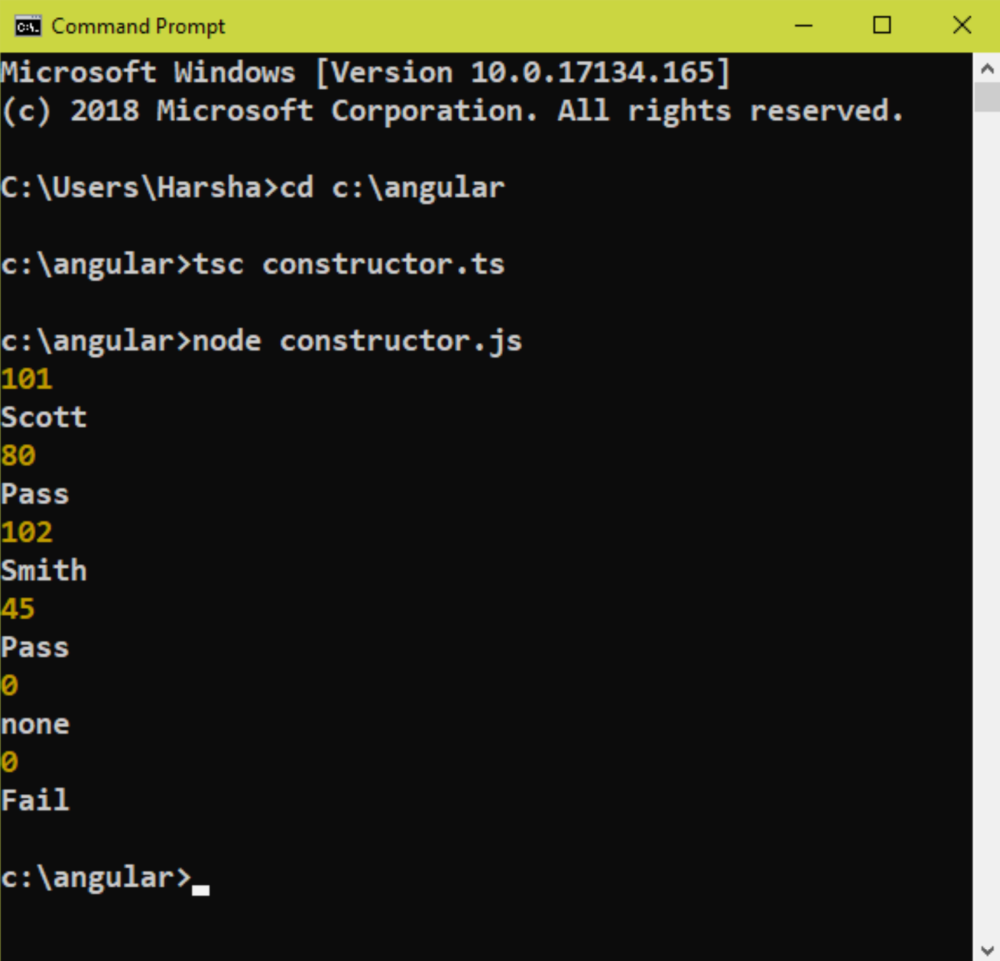 Command Prompt
Microsoft Windows [Version 10.0.17134.165]
(c) 2018 Microsoft Corporation. All rights reserved.
C:\Users\Harsha>cd c:\angular
c:\angular>tsc constructor.ts
c:\angular>node constructor.js
101
Scott
80
Pass
102
Smith
45
Pass
0
none
0
Fail
c:\angular>